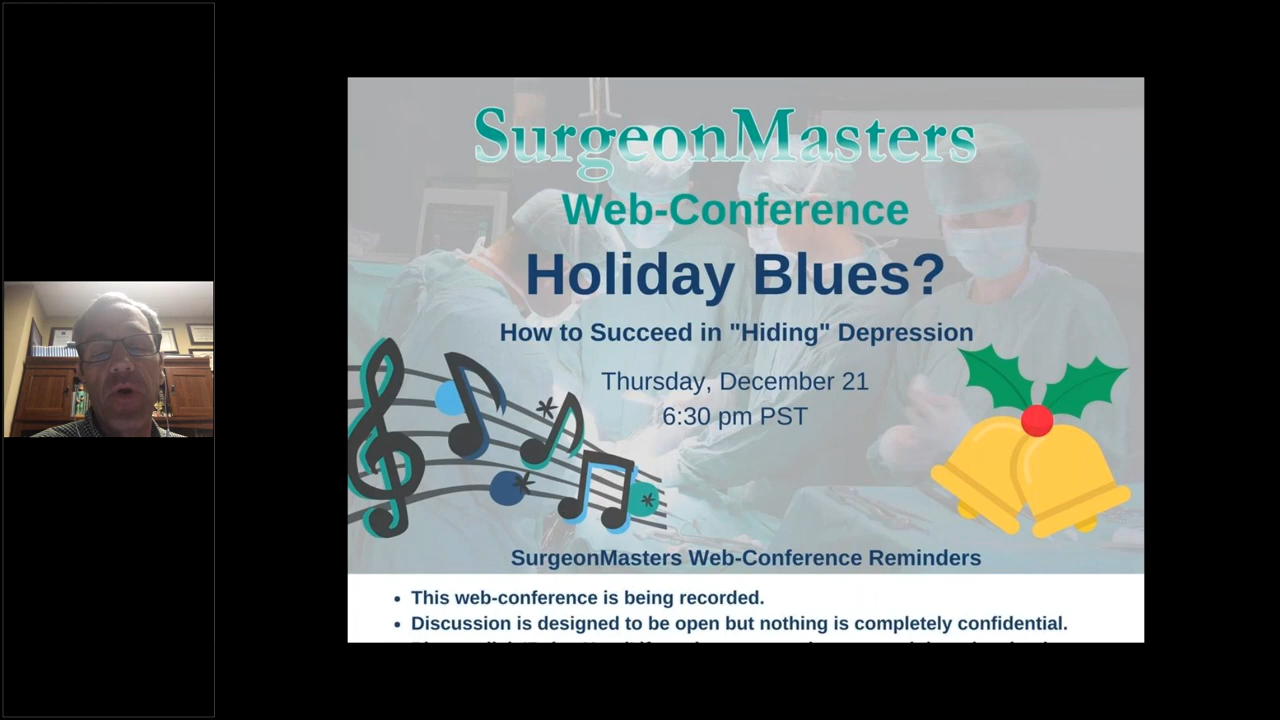 SurgeonMasters
Web-Conference
Holiday Blues?
How to Succeed in "Hiding" Depression
Thursday, December 21
6:30 pm PST
SurgeonMasters Web-Conference Reminders
• This web-conference is being recorded.
• Discussion is designed to be open but nothing is completely confidential.